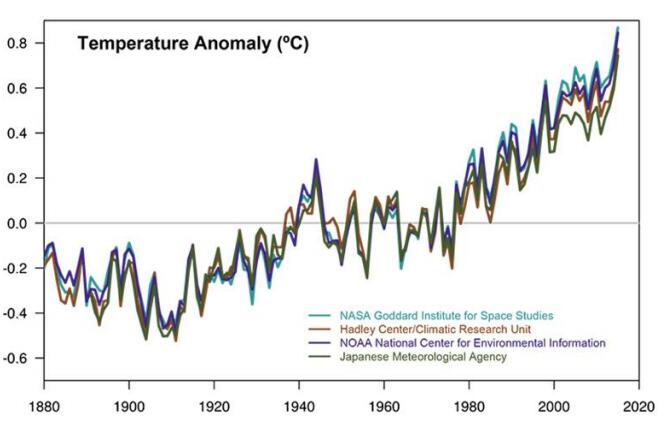 Temperature Anomaly (ºC)
0.8
0.6
0.4
0.2
0.0
-0.2
-0.4
-0.6
NASA Goddard Institute for Space Studies
Hadley Center/Climatic Research Unit
NOAA National Center for Environmental Information
Japanese Meteorological Agency
1880 1900 1920 1940 1960 1980 2000 2020